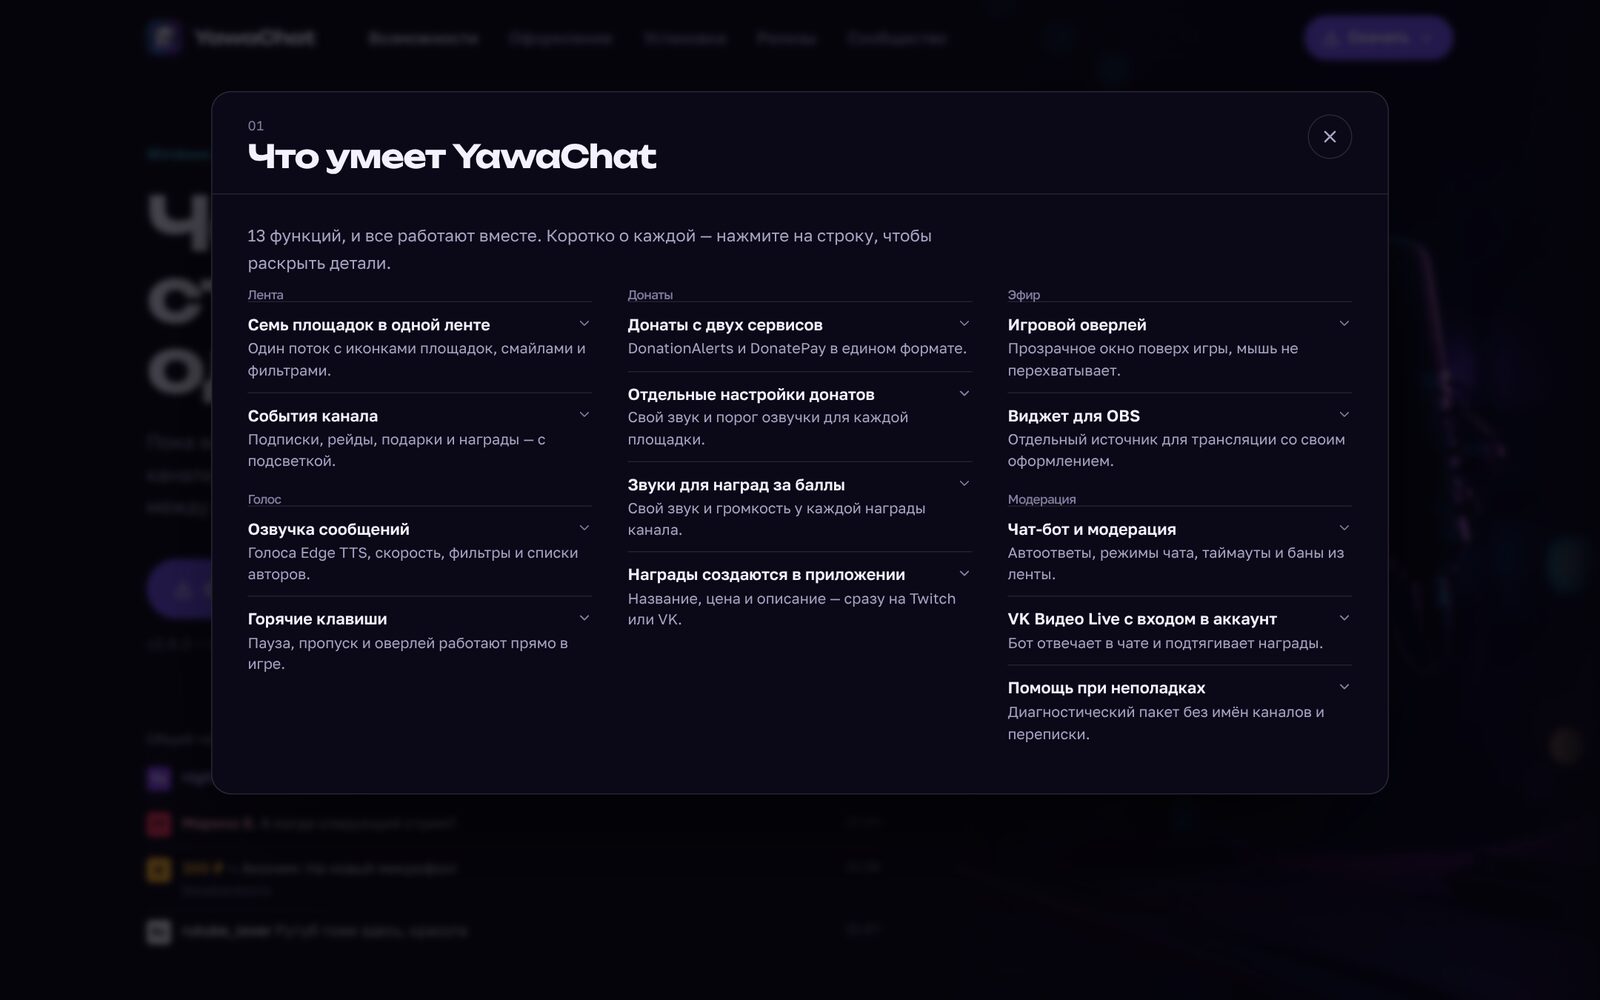 YawaChat
Возможности
Оформление
Установка
Релизы
Сообщество
Скачать
01
Что умеет YawaChat
13 функций, и все работают вместе. Коротко о каждой — нажмите на строку, чтобы
раскрыть детали.
Лента
Семь площадок в одной ленте
Один поток с иконками площадок, смайлами и
фильтрами.
События канала
Подписки, рейды, подарки и награды — с
подсветкой.
Голос
Озвучка сообщений
Голоса Edge TTS, скорость, фильтры и списки
авторов.
Горячие клавиши
Пауза, пропуск и оверлей работают прямо в
игре.
Донаты
Донаты с двух сервисов
DonationAlerts и DonatePay в едином формате.
Отдельные настройки донатов
Свой звук и порог озвучки для каждой
площадки.
Звуки для наград за баллы
Свой звук и громкость у каждой награды
канала.
Награды создаются в приложении
Название, цена и описание — сразу на Twitch
или VK.
Эфир
Игровой оверлей
Прозрачное окно поверх игры, мышь не
перехватывает.
Виджет для OBS
Отдельный источник для трансляции со своим
оформлением.
Модерация
Чат-бот и модерация
Автоответы, режимы чата, таймауты и баны из
ленты.
VK Видео Live с входом в аккаунт
Бот отвечает в чате и подтягивает награды.
Помощь при неполадках
Диагностический пакет без имён каналов и
переписки.